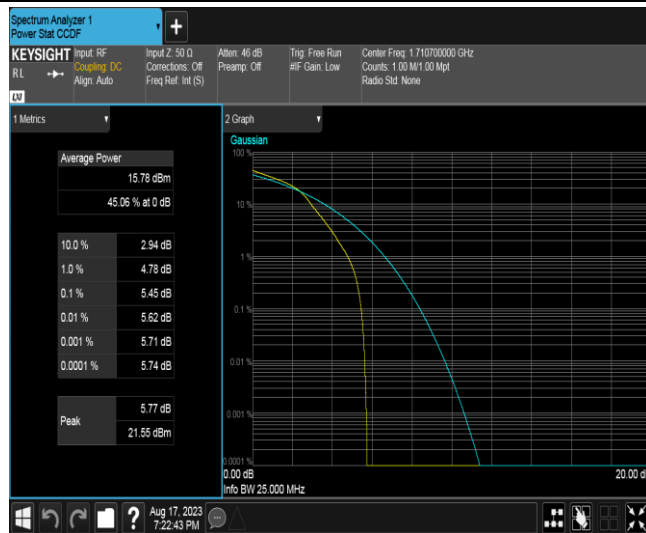 Spectrum Analyzer 1
Power Stat CCDF
KEYSIGHT
RL
Input: RF
Coupling: DC
Align: Auto
Input Z: 50 Ω
Corrections: Off
Freq Ref: Int (S)
Atten: 46 dB
Preamp: Off
Trig: Free Run
#IF Gain: Low
Center Freq: 1.710700000 GHz
Counts: 1.00 M/1.00 Mpt
Radio Std: None
1 Metrics
Average Power
15.78 dBm
45.06 % at 0 dB
10.0 % 2.94 dB
1.0 % 4.78 dB
0.1 % 5.45 dB
0.01 % 5.62 dB
0.001 % 5.71 dB
0.0001 % 5.74 dB
Peak
5.77 dB
21.55 dBm
2 Graph
Gaussian
100 %
10 %
1 %
0.1 %
0.01 %
0.001 %
0.0001 %
0.00 dB
20.00 d
Info BW 25.000 MHz
?
Aug 17, 2023
7:22:43 PM